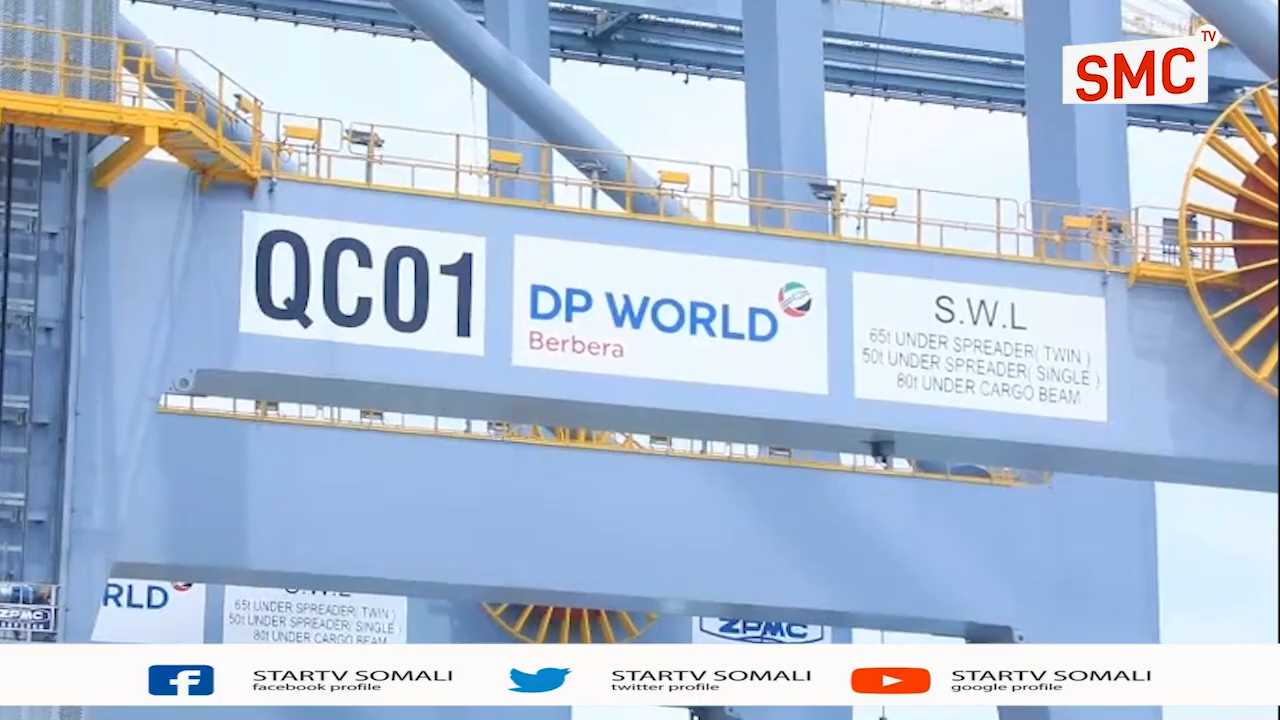 SMC TV
QC01
DP WORLD
Berbera
S.W.L
65t UNDER SPREADER( TWIN )
50t UNDER SPREADER( SINGLE )
80t UNDER CARGO BEAM
RLD
S.W.L
65t UNDER SPREADER( TWIN )
50t UNDER SPREADER( SINGLE )
80t UNDER CARGO BEAM
ZPMC
ZPMC
STARTV SOMALI
facebook profile
STARTV SOMALI
twitter profile
STARTV SOMALI
google profile